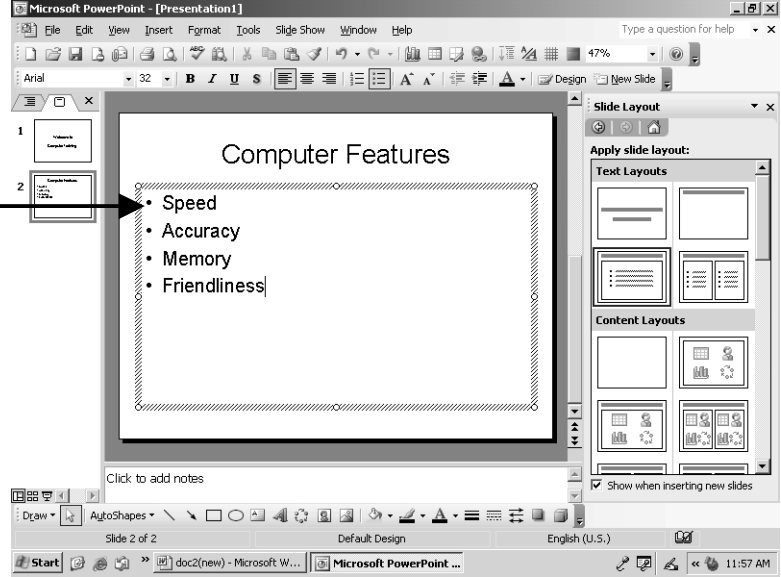 Microsoft PowerPoint - [Presentation1]
File Edit View Insert Format Tools Slide Show Window Help Type a question for help
47%
Arial 32 B I U S A A A Design New Slide
1
2
Computer Features
• Speed
• Accuracy
• Memory
• Friendliness
Slide Layout
Apply slide layout:
Text Layouts
Content Layouts
Show when inserting new slides
Click to add notes
Draw AutoShapes A
Slide 2 of 2 Default Design English (U.S.)
Start » doc2(new) - Microsoft W... Microsoft PowerPoint ... « 11:57 AM